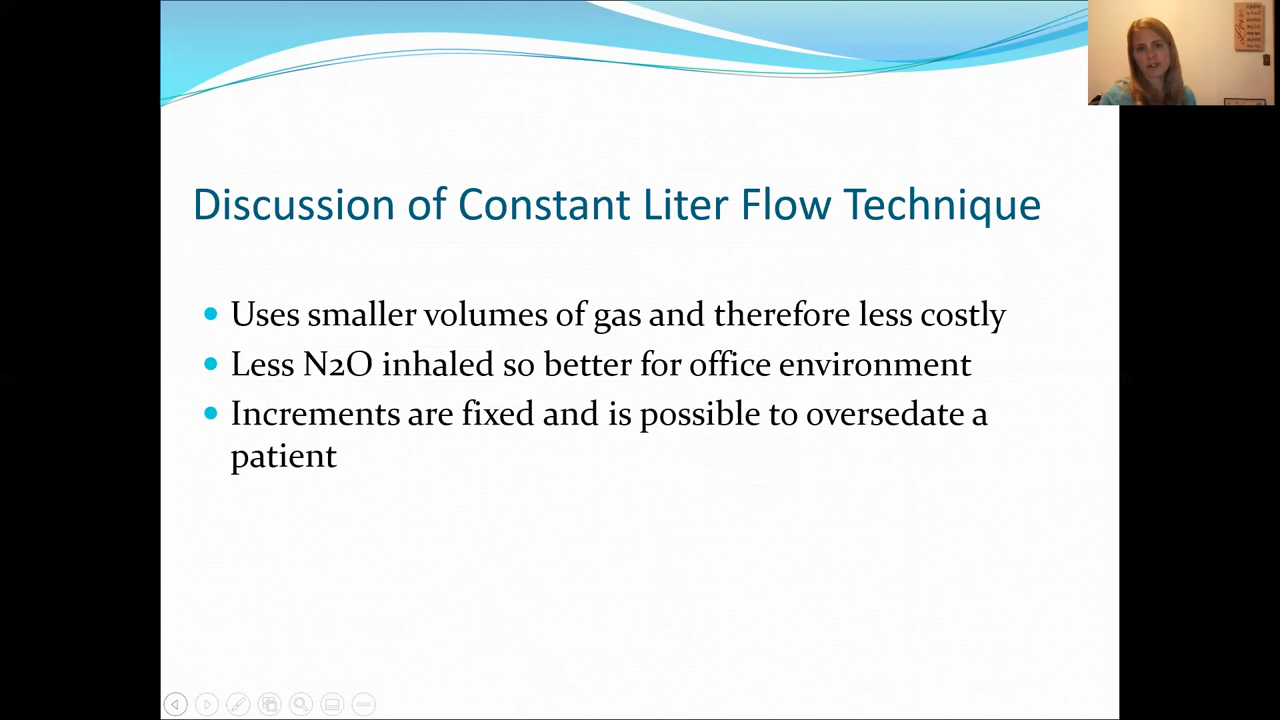 Discussion of Constant Liter Flow Technique
Uses smaller volumes of gas and therefore less costly
Less N2O inhaled so better for office environment
Increments are fixed and is possible to oversedate a
patient